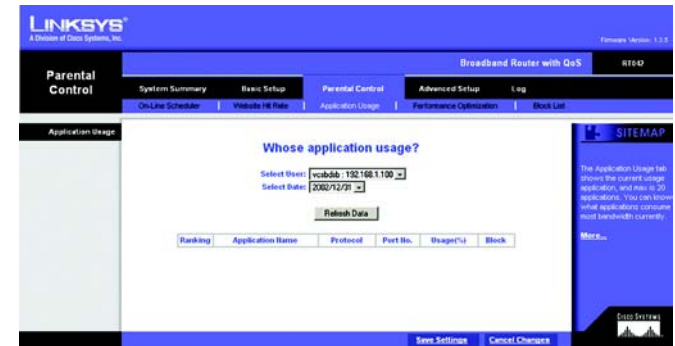 LINKSYS®
A Division of Cisco Systems, Inc.
Firmware Version: 1.3.5
Broadband Router with QoS
RT042
Parental Control
System Summary
Basic Setup
Parental Control
Advanced Setup
Log
On-Line Scheduler | Website Hit Rate | Application Usage | Performance Optimization | Block List
Application Usage
Whose application usage?
Select User: vcsbdsb : 192.168.1.100
Select Date: 2002/12/31
Refresh Data
Ranking Application Name Protocol Port No. Usage(%) Block
SITEMAP
The Application Usage tab
shows the current usage
application, and max is 20
applications. You can know
what applications consume
most bandwidth currently.
More...
Save Settings
Cancel Changes
CISCO SYSTEMS